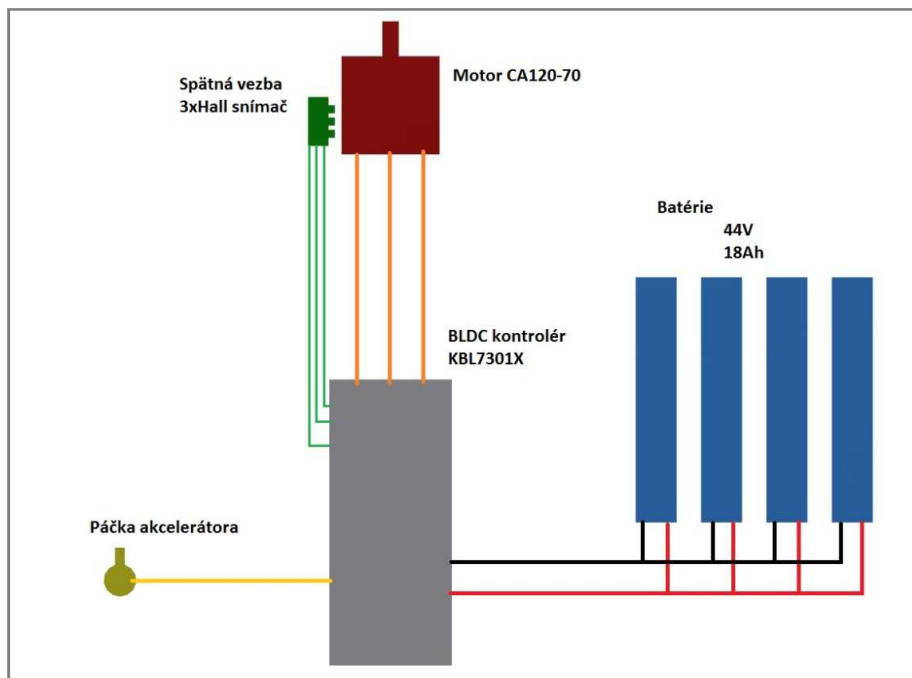 Motor CA120-70
Spätná vezba
3xHall snímač
Batérie
44V
18Ah
BLDC kontrolér
KBL7301X
Páčka akcelerátora